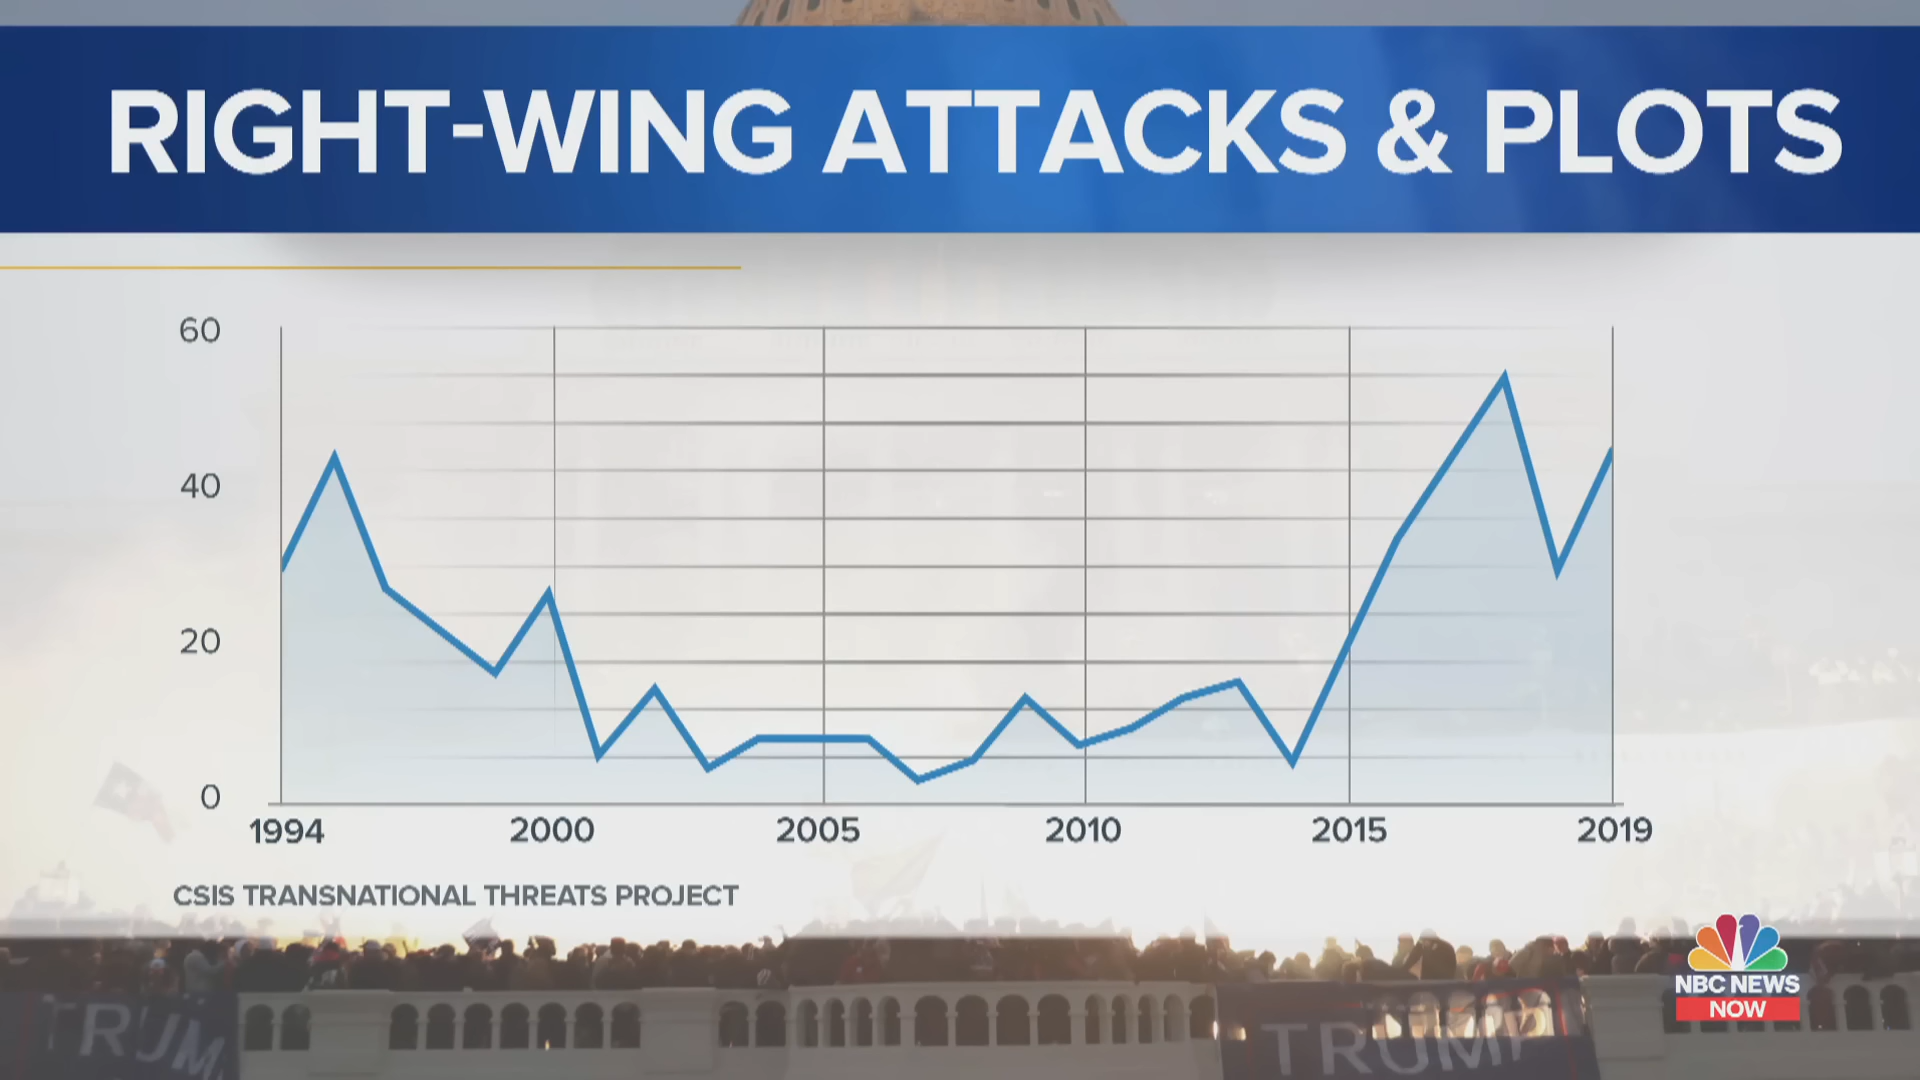 RIGHT-WING ATTACKS & PLOTS
60
40
20
0
1994 2000 2005 2010 2015 2019
CSIS TRANSNATIONAL THREATS PROJECT
NBC NEWS
NOW
TRUM
TRUMP